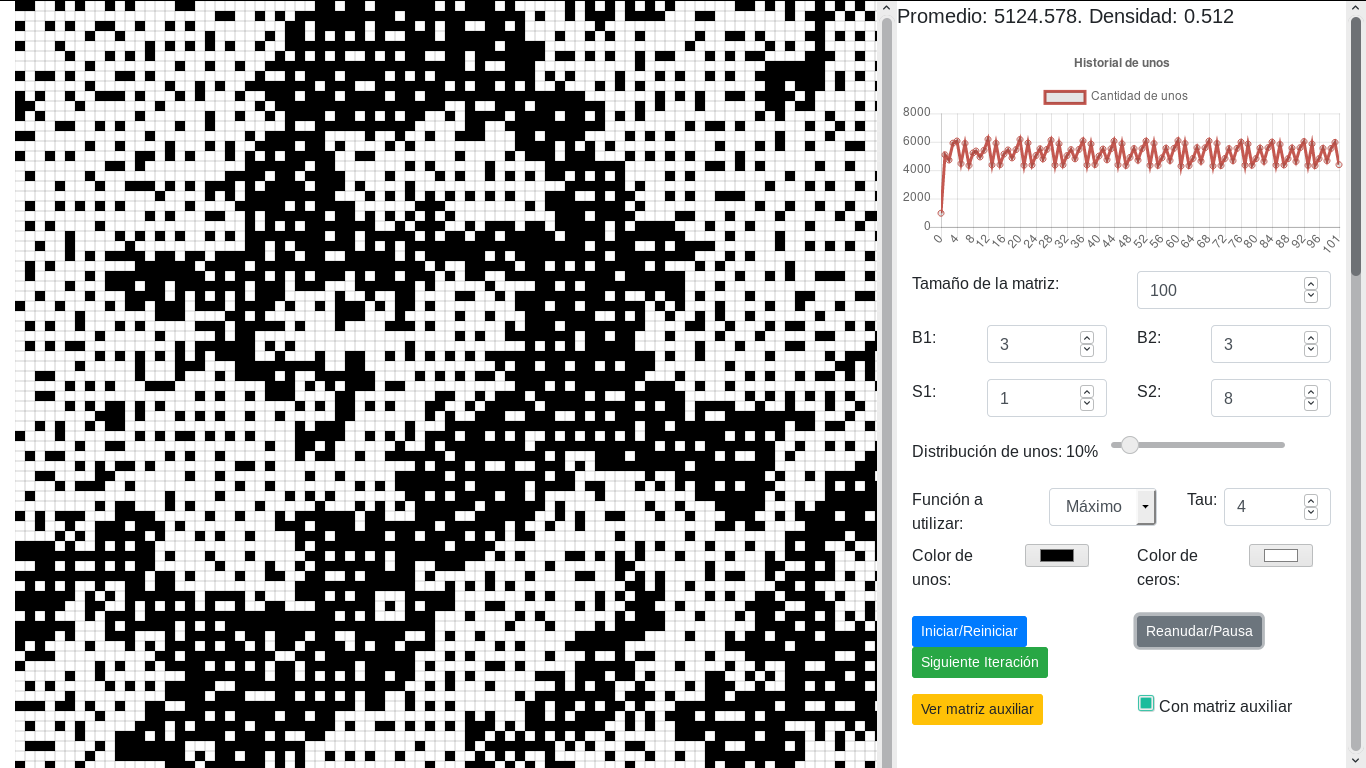 Promedio: 5124.578. Densidad: 0.512
Historial de unos
Cantidad de unos
8000
6000
4000
2000
0
0 4 8 12 16 20 24 28 32 36 40 44 48 52 56 60 64 68 72 76 80 84 88 92 96 101
Tamaño de la matriz: 100
B1: 3 B2: 3
S1: 1 S2: 8
Distribución de unos: 10%
Función a utilizar: Máximo Tau: 4
Color de unos: Color de ceros:
Iniciar/Reiniciar Reanudar/Pausa
Siguiente Iteración
Ver matriz auxiliar Con matriz auxiliar